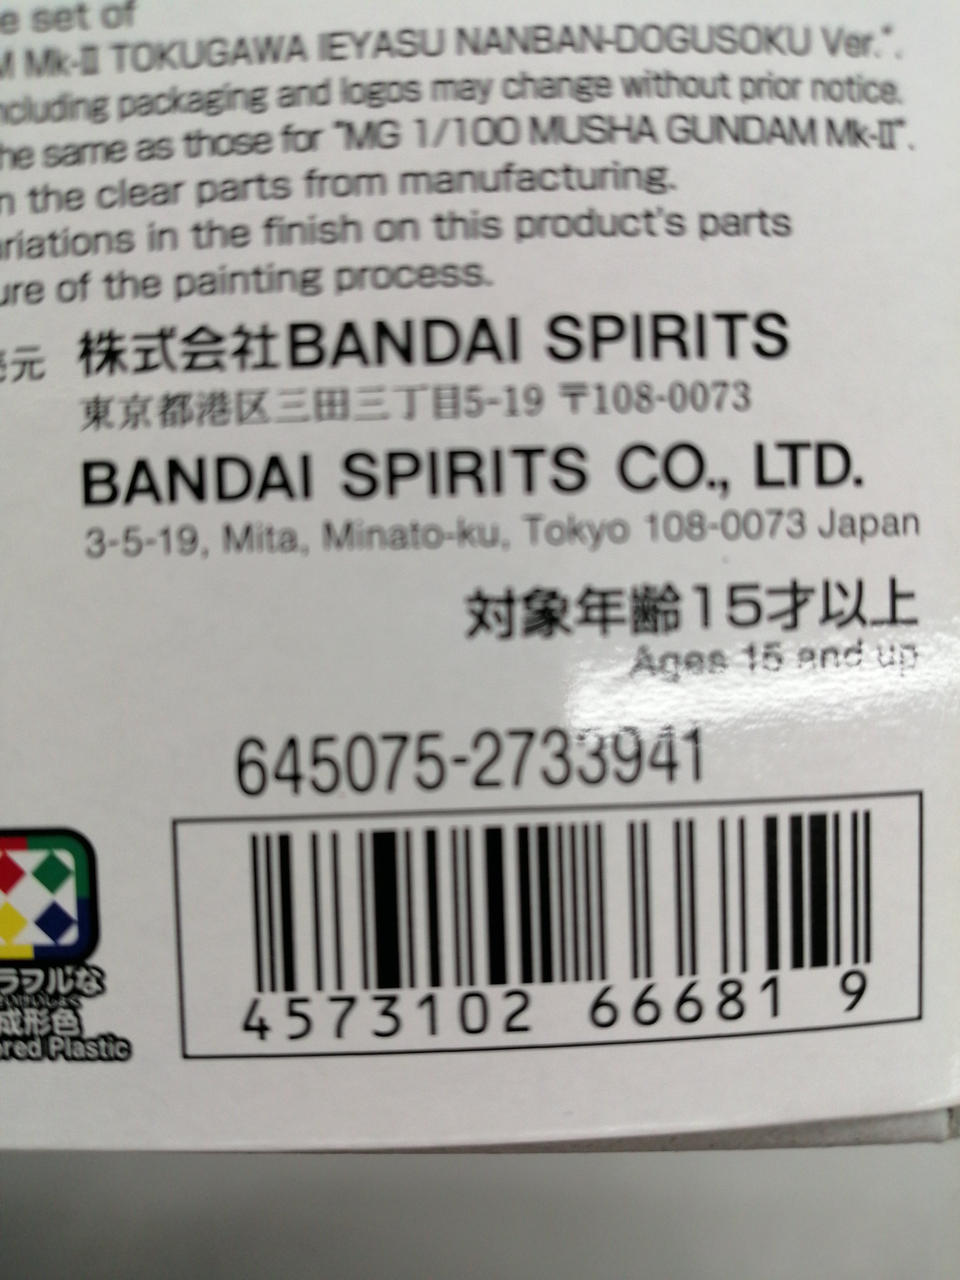 e set of
M Mk-II TOKUGAWA IEYASU NANBAN-DOGUSOKU Ver.".
ncluding packaging and logos may change without prior notice.
he same as those for "MG 1/100 MUSHA GUNDAM Mk-II".
n the clear parts from manufacturing.
ariations in the finish on this product's parts
ure of the painting process.
売元 株式会社BANDAI SPIRITS
東京都港区三田三丁目5-19 〒108-0073
BANDAI SPIRITS CO., LTD.
3-5-19, Mita, Minato-ku, Tokyo 108-0073 Japan
対象年齢15才以上
Ages 15 and up
645075-2733941
4573102 66681 9
ラフルな
成形色
ored Plastic